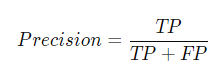 Precision = TP / (TP + FP)